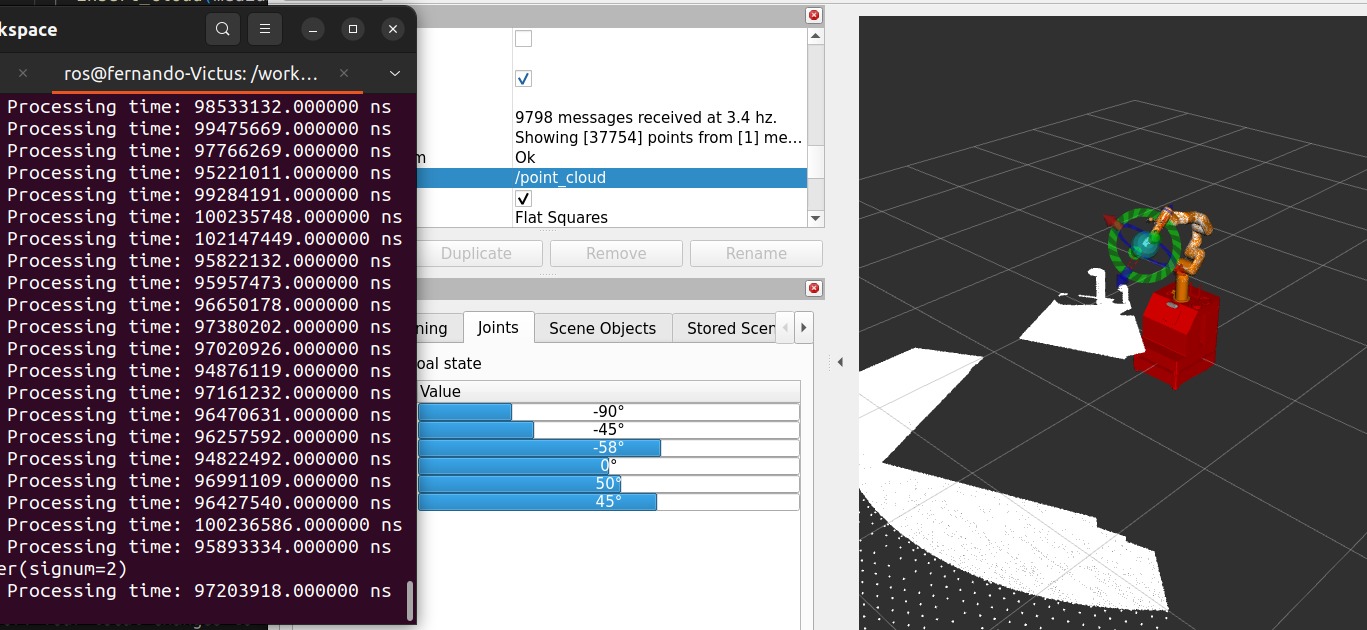 kspace
ros@fernando-Victus: /work...
Processing time: 98533132.000000 ns
Processing time: 99475669.000000 ns
Processing time: 97766269.000000 ns
Processing time: 95221011.000000 ns
Processing time: 99284191.000000 ns
Processing time: 100235748.000000 ns
Processing time: 102147449.000000 ns
Processing time: 95822132.000000 ns
Processing time: 95957473.000000 ns
Processing time: 96650178.000000 ns
Processing time: 97380202.000000 ns
Processing time: 97020926.000000 ns
Processing time: 94876119.000000 ns
Processing time: 97161232.000000 ns
Processing time: 96470631.000000 ns
Processing time: 96257592.000000 ns
Processing time: 94822492.000000 ns
Processing time: 96991109.000000 ns
Processing time: 96427540.000000 ns
Processing time: 100236586.000000 ns
Processing time: 95893334.000000 ns
er(signum=2)
Processing time: 97203918.000000 ns
9798 messages received at 3.4 hz.
Showing [37754] points from [1] me...
m Ok
/point_cloud
Flat Squares
Duplicate Remove Rename
ning Joints Scene Objects Stored Scen
oal state
Value
-90°
-45°
-58°
0°
50°
45°